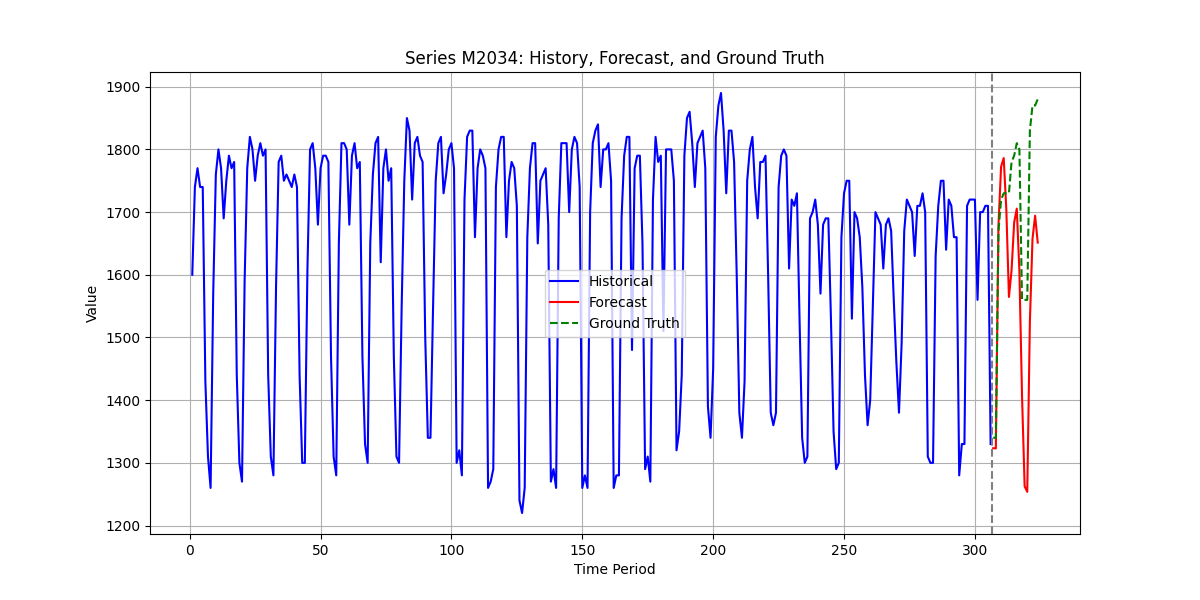 Series M2034: History, Forecast, and Ground Truth
1900
1800
1700
1600
1500
1400
1300
1200
Value
Historical
Forecast
Ground Truth
0 50 100 150 200 250 300
Time Period